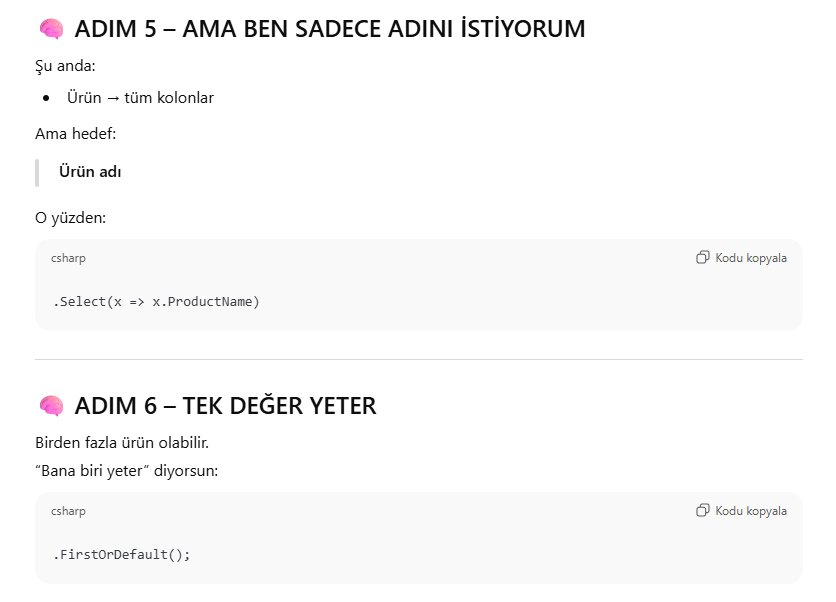 🧠 ADIM 5 – AMA BEN SADECE ADINI İSTİYORUM
Şu anda:
• Ürün → tüm kolonlar
Ama hedef:
Ürün adı
O yüzden:
csharp
Kodu kopyala
.Select(x => x.ProductName)
🧠 ADIM 6 – TEK DEĞER YETER
Birden fazla ürün olabilir.
“Bana biri yeter” diyorsun:
csharp
Kodu kopyala
.FirstOrDefault();